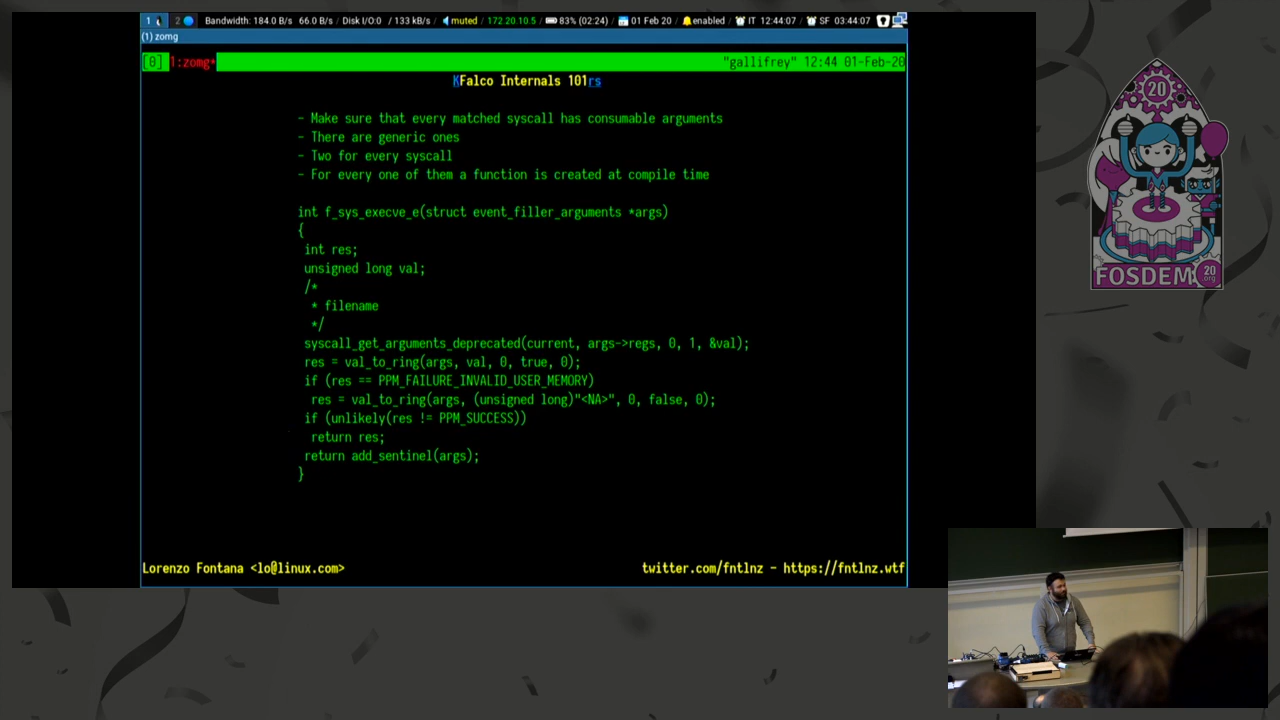 1 2 Bandwidth: 184.0 B/s 66.0 B/s / Disk I/O:0 / 133 kB/s / muted / 172.20.10.5 / 83% (02:24) / 01 Feb 20 / enabled / IT 12:44:07 / SF 03:44:07
(1) zomg
[0] 1:zomg* "gallifrey" 12:44 01-Feb-20
KFalco Internals 101rs
- Make sure that every matched syscall has consumable arguments
- There are generic ones
- Two for every syscall
- For every one of them a function is created at compile time
int f_sys_execve_e(struct event_filler_arguments *args)
{
int res;
unsigned long val;
/*
* filename
*/
syscall_get_arguments_deprecated(current, args->regs, 0, 1, &val);
res = val_to_ring(args, val, 0, true, 0);
if (res == PPM_FAILURE_INVALID_USER_MEMORY)
res = val_to_ring(args, (unsigned long)"<NA>", 0, false, 0);
if (unlikely(res != PPM_SUCCESS))
return res;
return add_sentinel(args);
}
Lorenzo Fontana <lo@linux.com> twitter.com/fntlnz - https://fntlnz.wtf
20
FOSDEM 20
.org